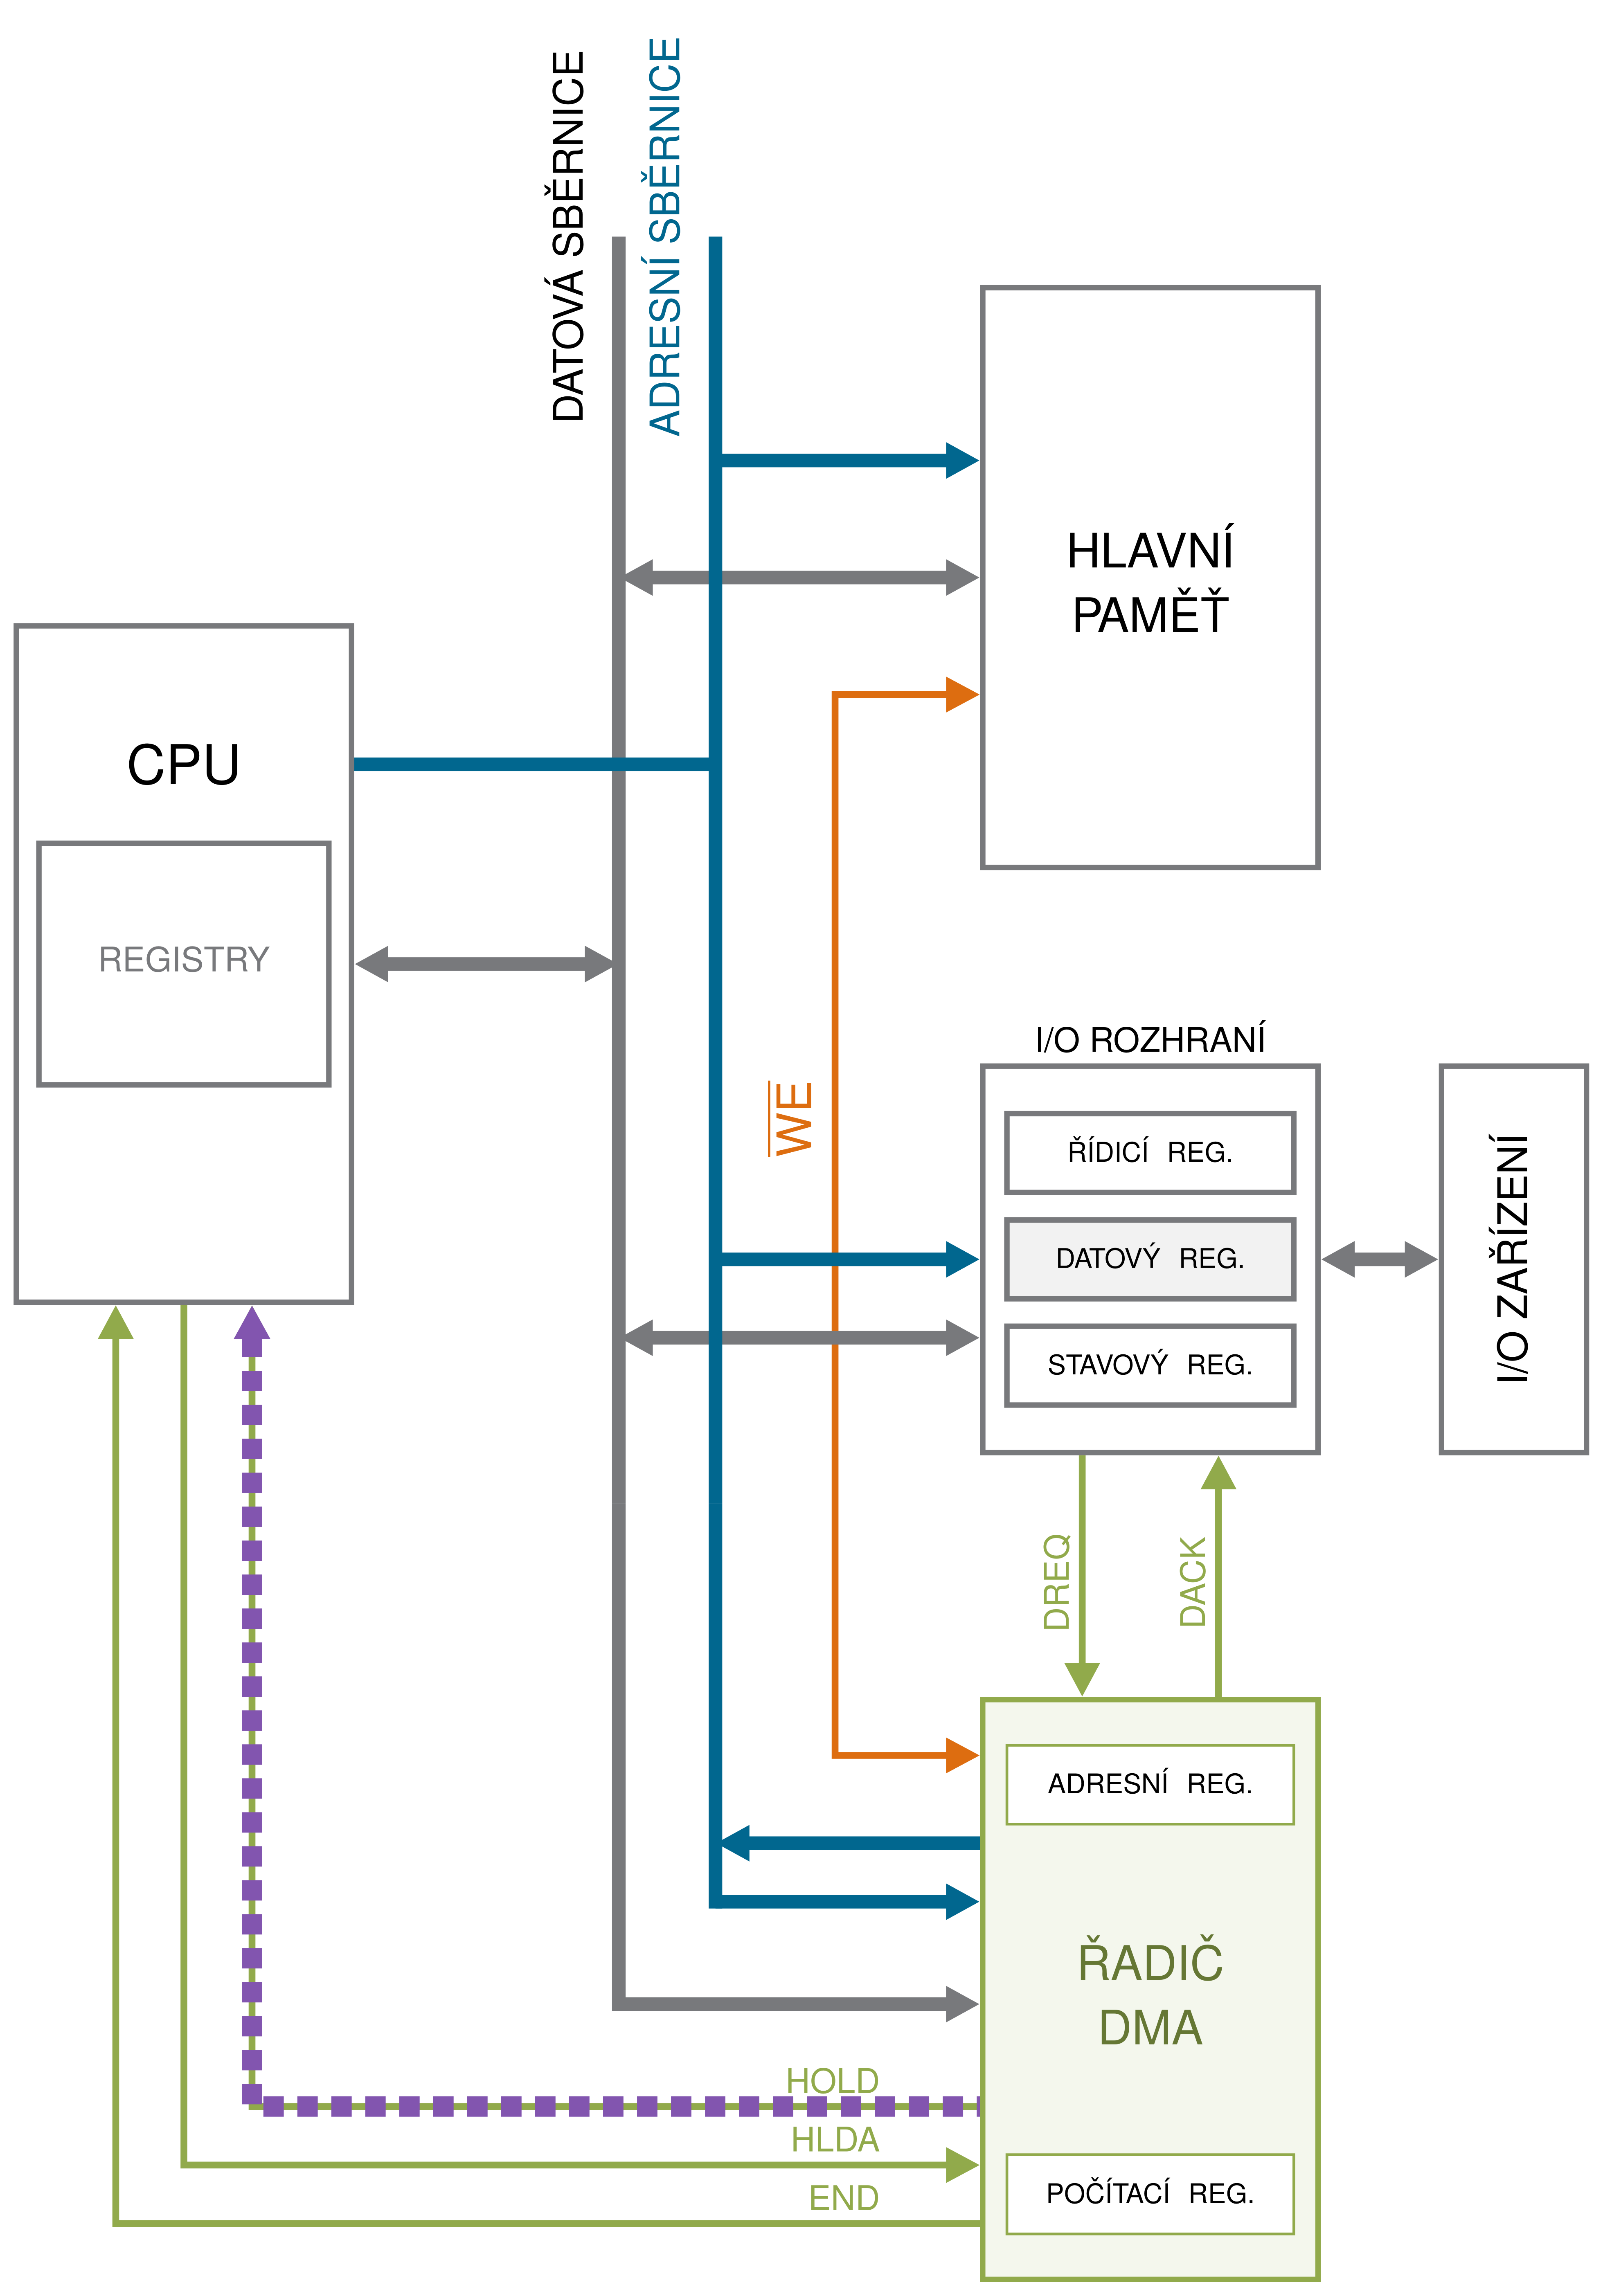 DATOVÁ SBĚRNICE
ADRESNÍ SBĚRNICE
HLAVNÍ
PAMĚŤ
CPU
REGISTRY
I/O ROZHRANÍ
WE
ŘÍDICÍ REG.
DATOVÝ REG.
STAVOVÝ REG.
I/O ZAŘÍZENÍ
DREQ
DACK
ADRESNÍ REG.
ŘADIČ
DMA
HOLD
HLDA
END
POČÍTACÍ REG.